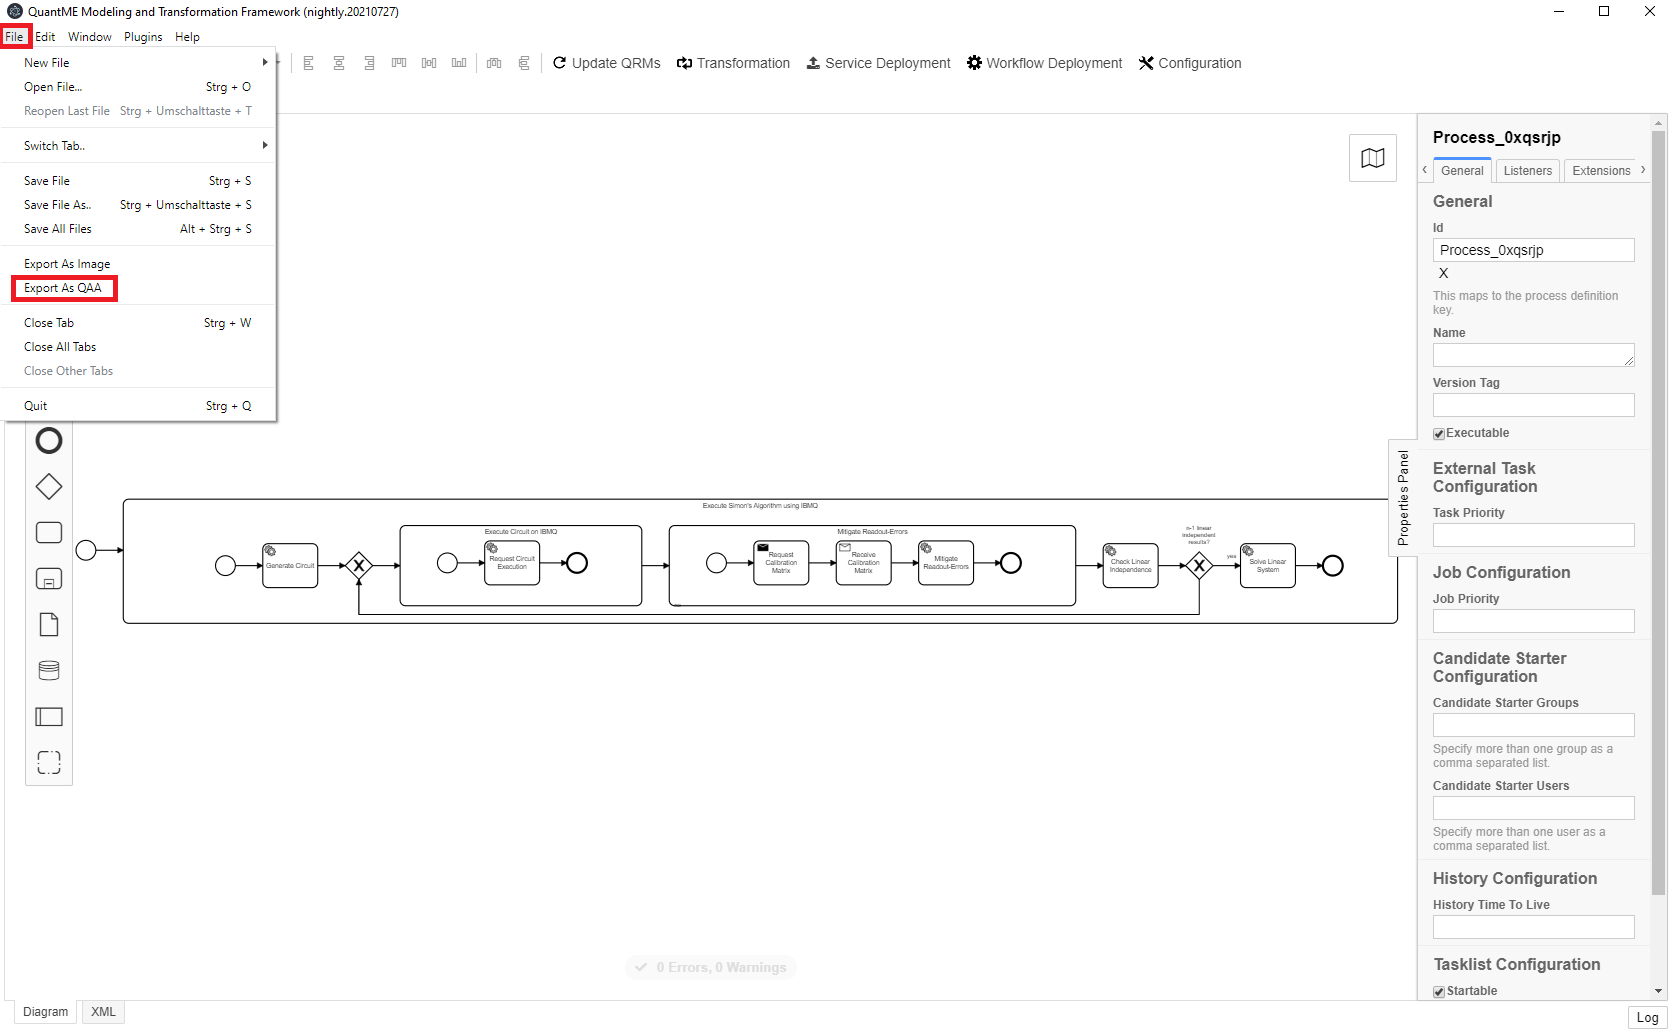 QuantME Modeling and Transformation Framework (nightly.20210727)
File Edit Window Plugins Help
New File
Open File... Strg + O
Reopen Last File Strg + Umschalttaste + T
Switch Tab..
Save File Strg + S
Save File As.. Strg + Umschalttaste + S
Save All Files Alt + Strg + S
Export As Image
Export As QAA
Close Tab Strg + W
Close All Tabs
Close Other Tabs
Quit Strg + Q
Update QRMs Transformation Service Deployment Workflow Deployment Configuration
Execute Simon's Algorithm using IBMQ
Generate Circuit
Execute Circuit on IBMQ
Request Circuit
Execution
Mitigate Readout-Errors
Request
Calibration
Matrix
Receive
Calibration
Matrix
Mitigate
Readout-Errors
Check Linear
Independence
n-1 linear
independent
results?
yes
Solve Linear
System
0 Errors, 0 Warnings
Properties Panel
Process_0xqsrjp
General Listeners Extensions
General
Id
Process_0xqsrjp
X
This maps to the process definition
key.
Name
Version Tag
Executable
External Task
Configuration
Task Priority
Job Configuration
Job Priority
Candidate Starter
Configuration
Candidate Starter Groups
Specify more than one group as a
comma separated list.
Candidate Starter Users
Specify more than one user as a
comma separated list.
History Configuration
History Time To Live
Tasklist Configuration
Startable
Diagram XML
Log